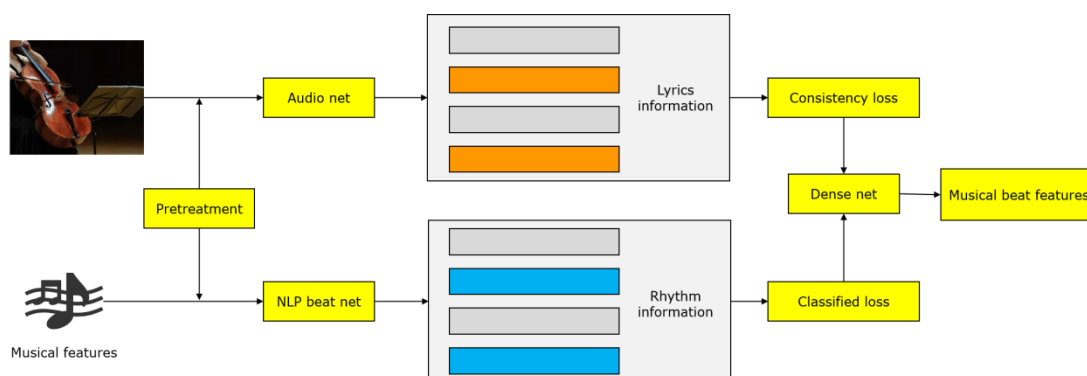 Audio net
Lyrics
information
Consistency loss
Pretreatment
Dense net
Musical beat features
NLP beat net
Rhythm
information
Classified loss
Musical features